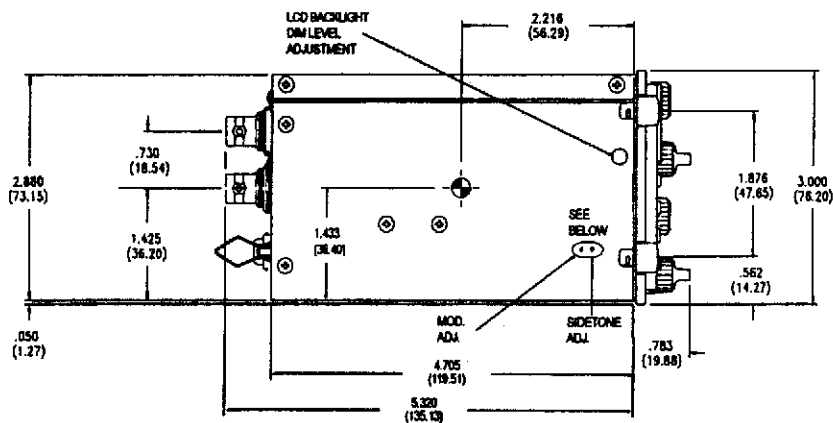 LCD BACKLIGHT
DIM LEVEL
ADJUSTMENT
2.216
(56.29)
.730
(18.54)
2.880
(73.15)
1.425
(36.20)
1.433
(36.40)
SEE
BELOW
1.876
(47.65)
3.000
(76.20)
.562
(14.27)
.050
(1.27)
MOD.
ADJ.
SIDETONE
ADJ.
.783
(19.88)
4.705
(119.51)
5.320
(135.13)